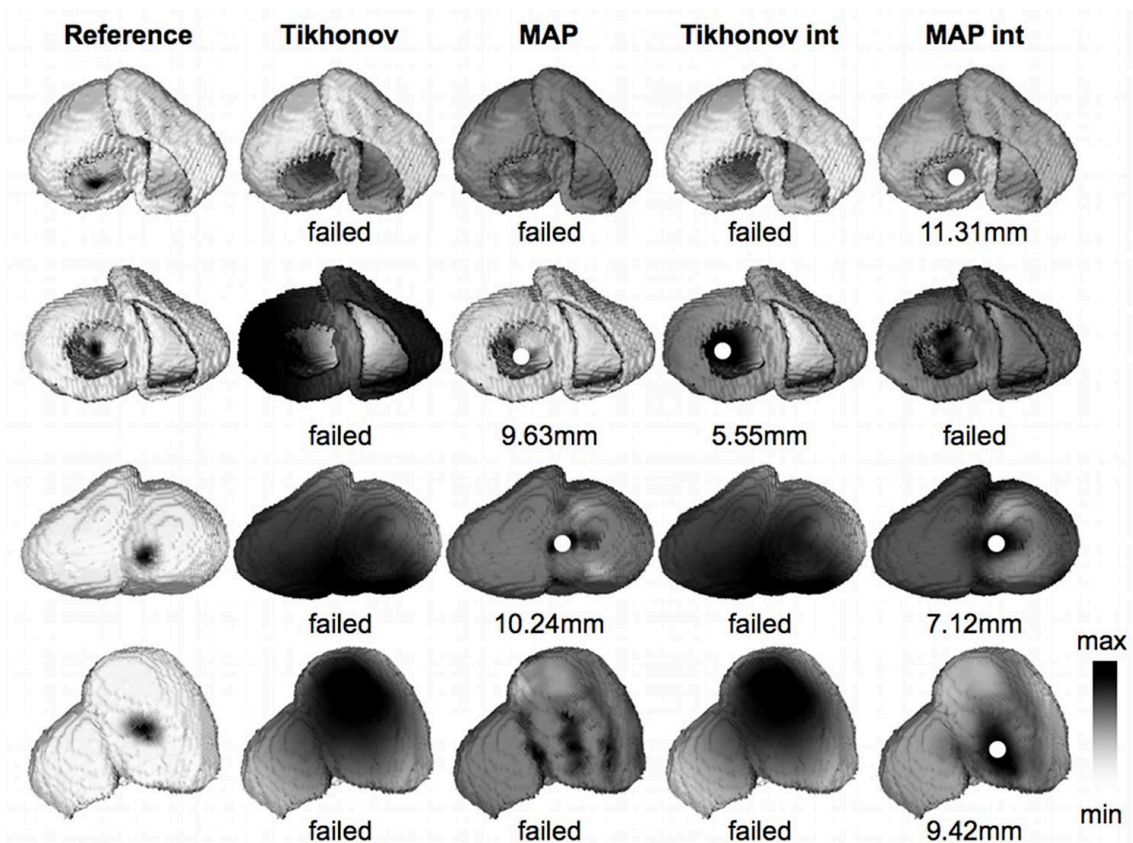 Reference Tikhonov MAP Tikhonov int MAP int
failed failed failed 11.31mm
failed 9.63mm 5.55mm failed
failed 10.24mm failed 7.12mm
max
min
failed failed failed 9.42mm